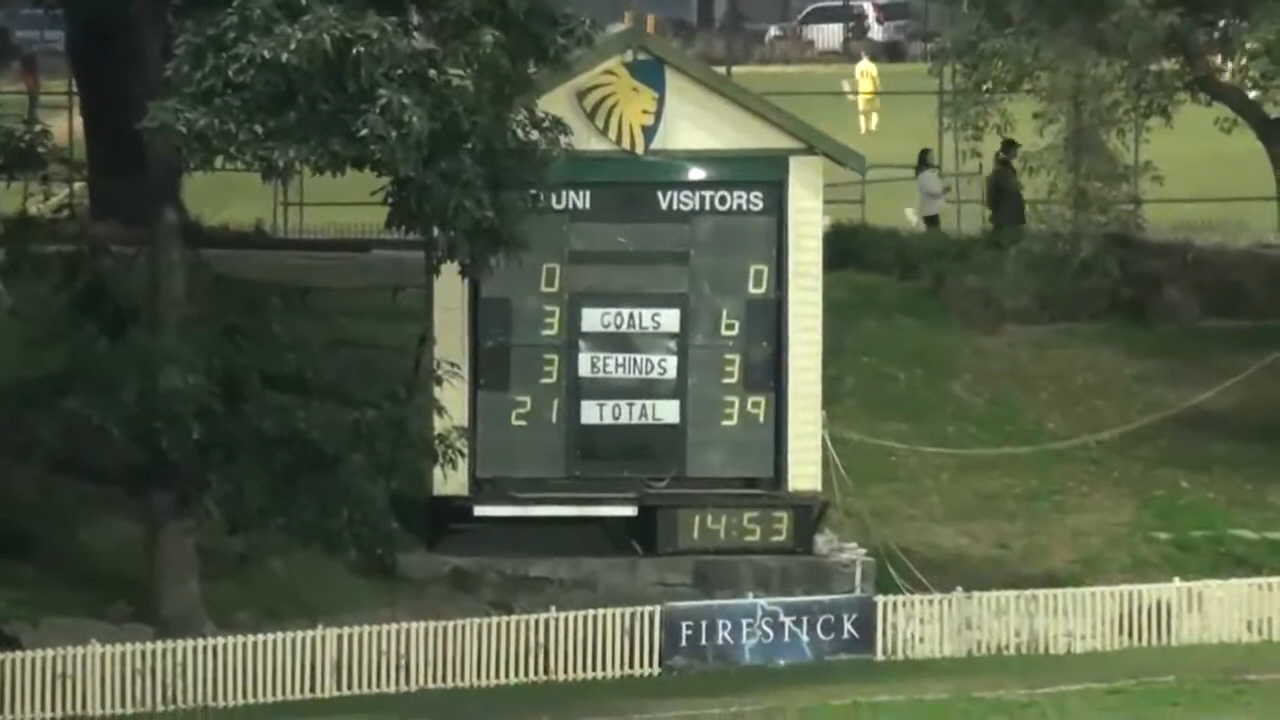 UNI VISITORS
0 0
3 GOALS 6
3 BEHINDS 3
21 TOTAL 39
14:53
FIRESTICK